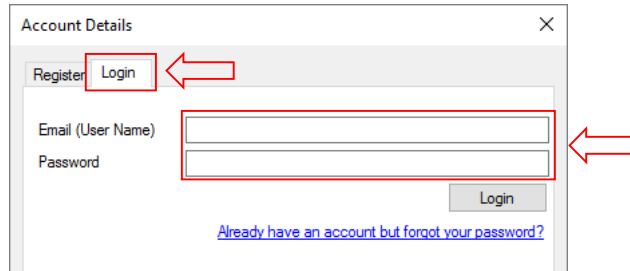 Account Details
Register Login
Email (User Name)
Password
Login
Already have an account but forgot your password?